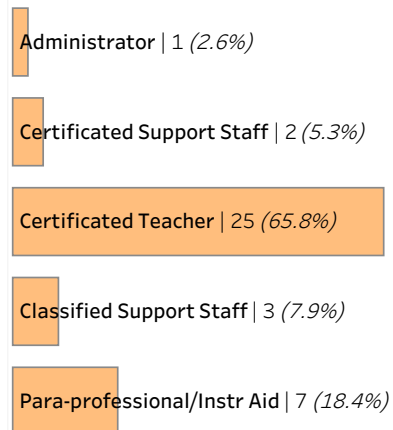 Administrator | 1 (2.6%)
Certificated Support Staff | 2 (5.3%)
Certificated Teacher | 25 (65.8%)
Classified Support Staff | 3 (7.9%)
Para-professional/Instr Aid | 7 (18.4%)